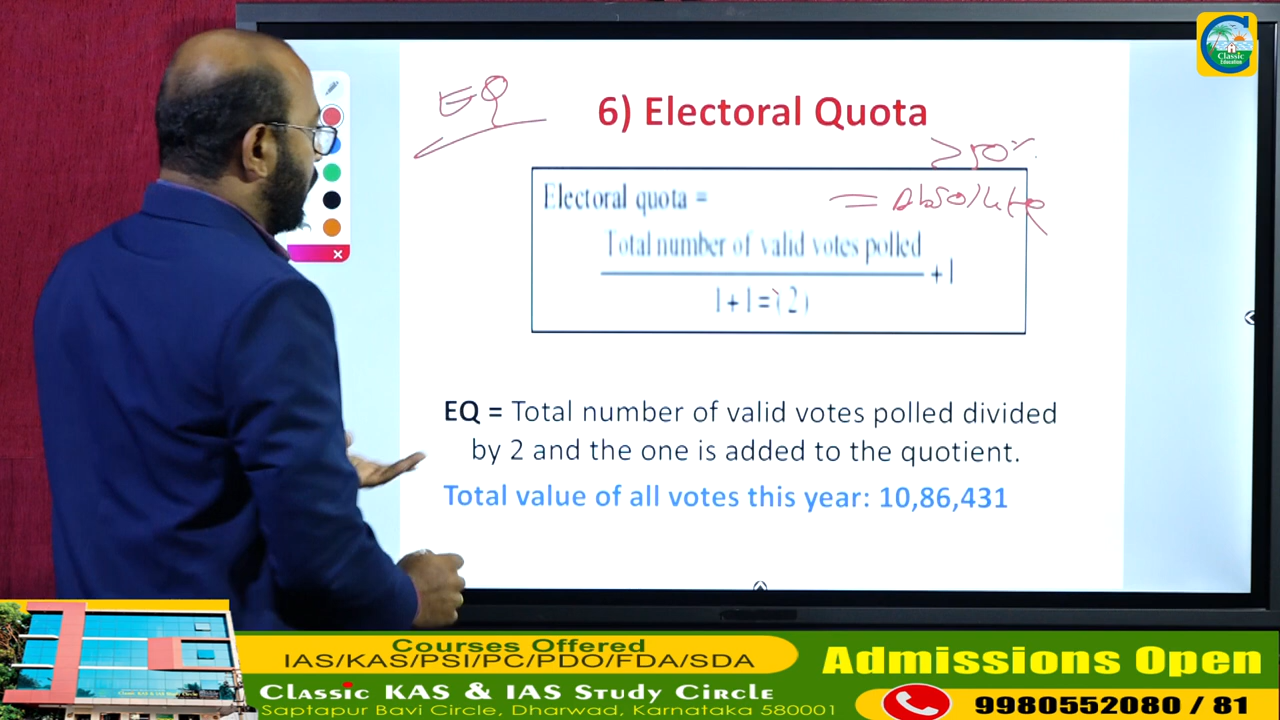 Classic
Education
EQ
6) Electoral Quota
>50%
= Absolute
Electoral quota =
Total number of valid votes polled
1+1=(2)
+1
EQ = Total number of valid votes polled divided
by 2 and the one is added to the quotient.
Total value of all votes this year: 10,86,431
Courses Offered
IAS/KAS/PSI/PC/PDO/FDA/SDA
Classic KAS & IAS Study Circle
Saptapur Bavi Circle, Dharwad, Karnataka 580001
Admissions Open
9980552080 / 81